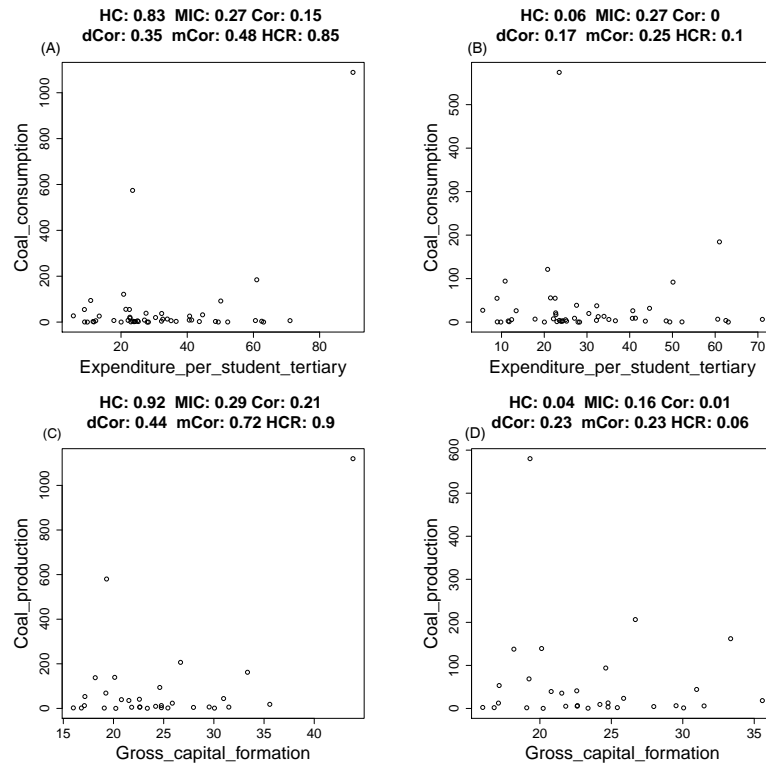 HC: 0.83 MIC: 0.27 Cor: 0.15
dCor: 0.35 mCor: 0.48 HCR: 0.85
(A)
1000
800
600
400
200
0
Coal_consumption
20 40 60 80
Expenditure_per_student_tertiary
HC: 0.06 MIC: 0.27 Cor: 0
dCor: 0.17 mCor: 0.25 HCR: 0.1
(B)
500
400
300
200
100
0
Coal_consumption
10 20 30 40 50 60 70
Expenditure_per_student_tertiary
HC: 0.92 MIC: 0.29 Cor: 0.21
dCor: 0.44 mCor: 0.72 HCR: 0.9
(C)
1000
800
600
400
200
0
Coal_production
15 20 25 30 35 40
Gross_capital_formation
HC: 0.04 MIC: 0.16 Cor: 0.01
dCor: 0.23 mCor: 0.23 HCR: 0.06
(D)
600
500
400
300
200
100
0
Coal_production
20 25 30 35
Gross_capital_formation